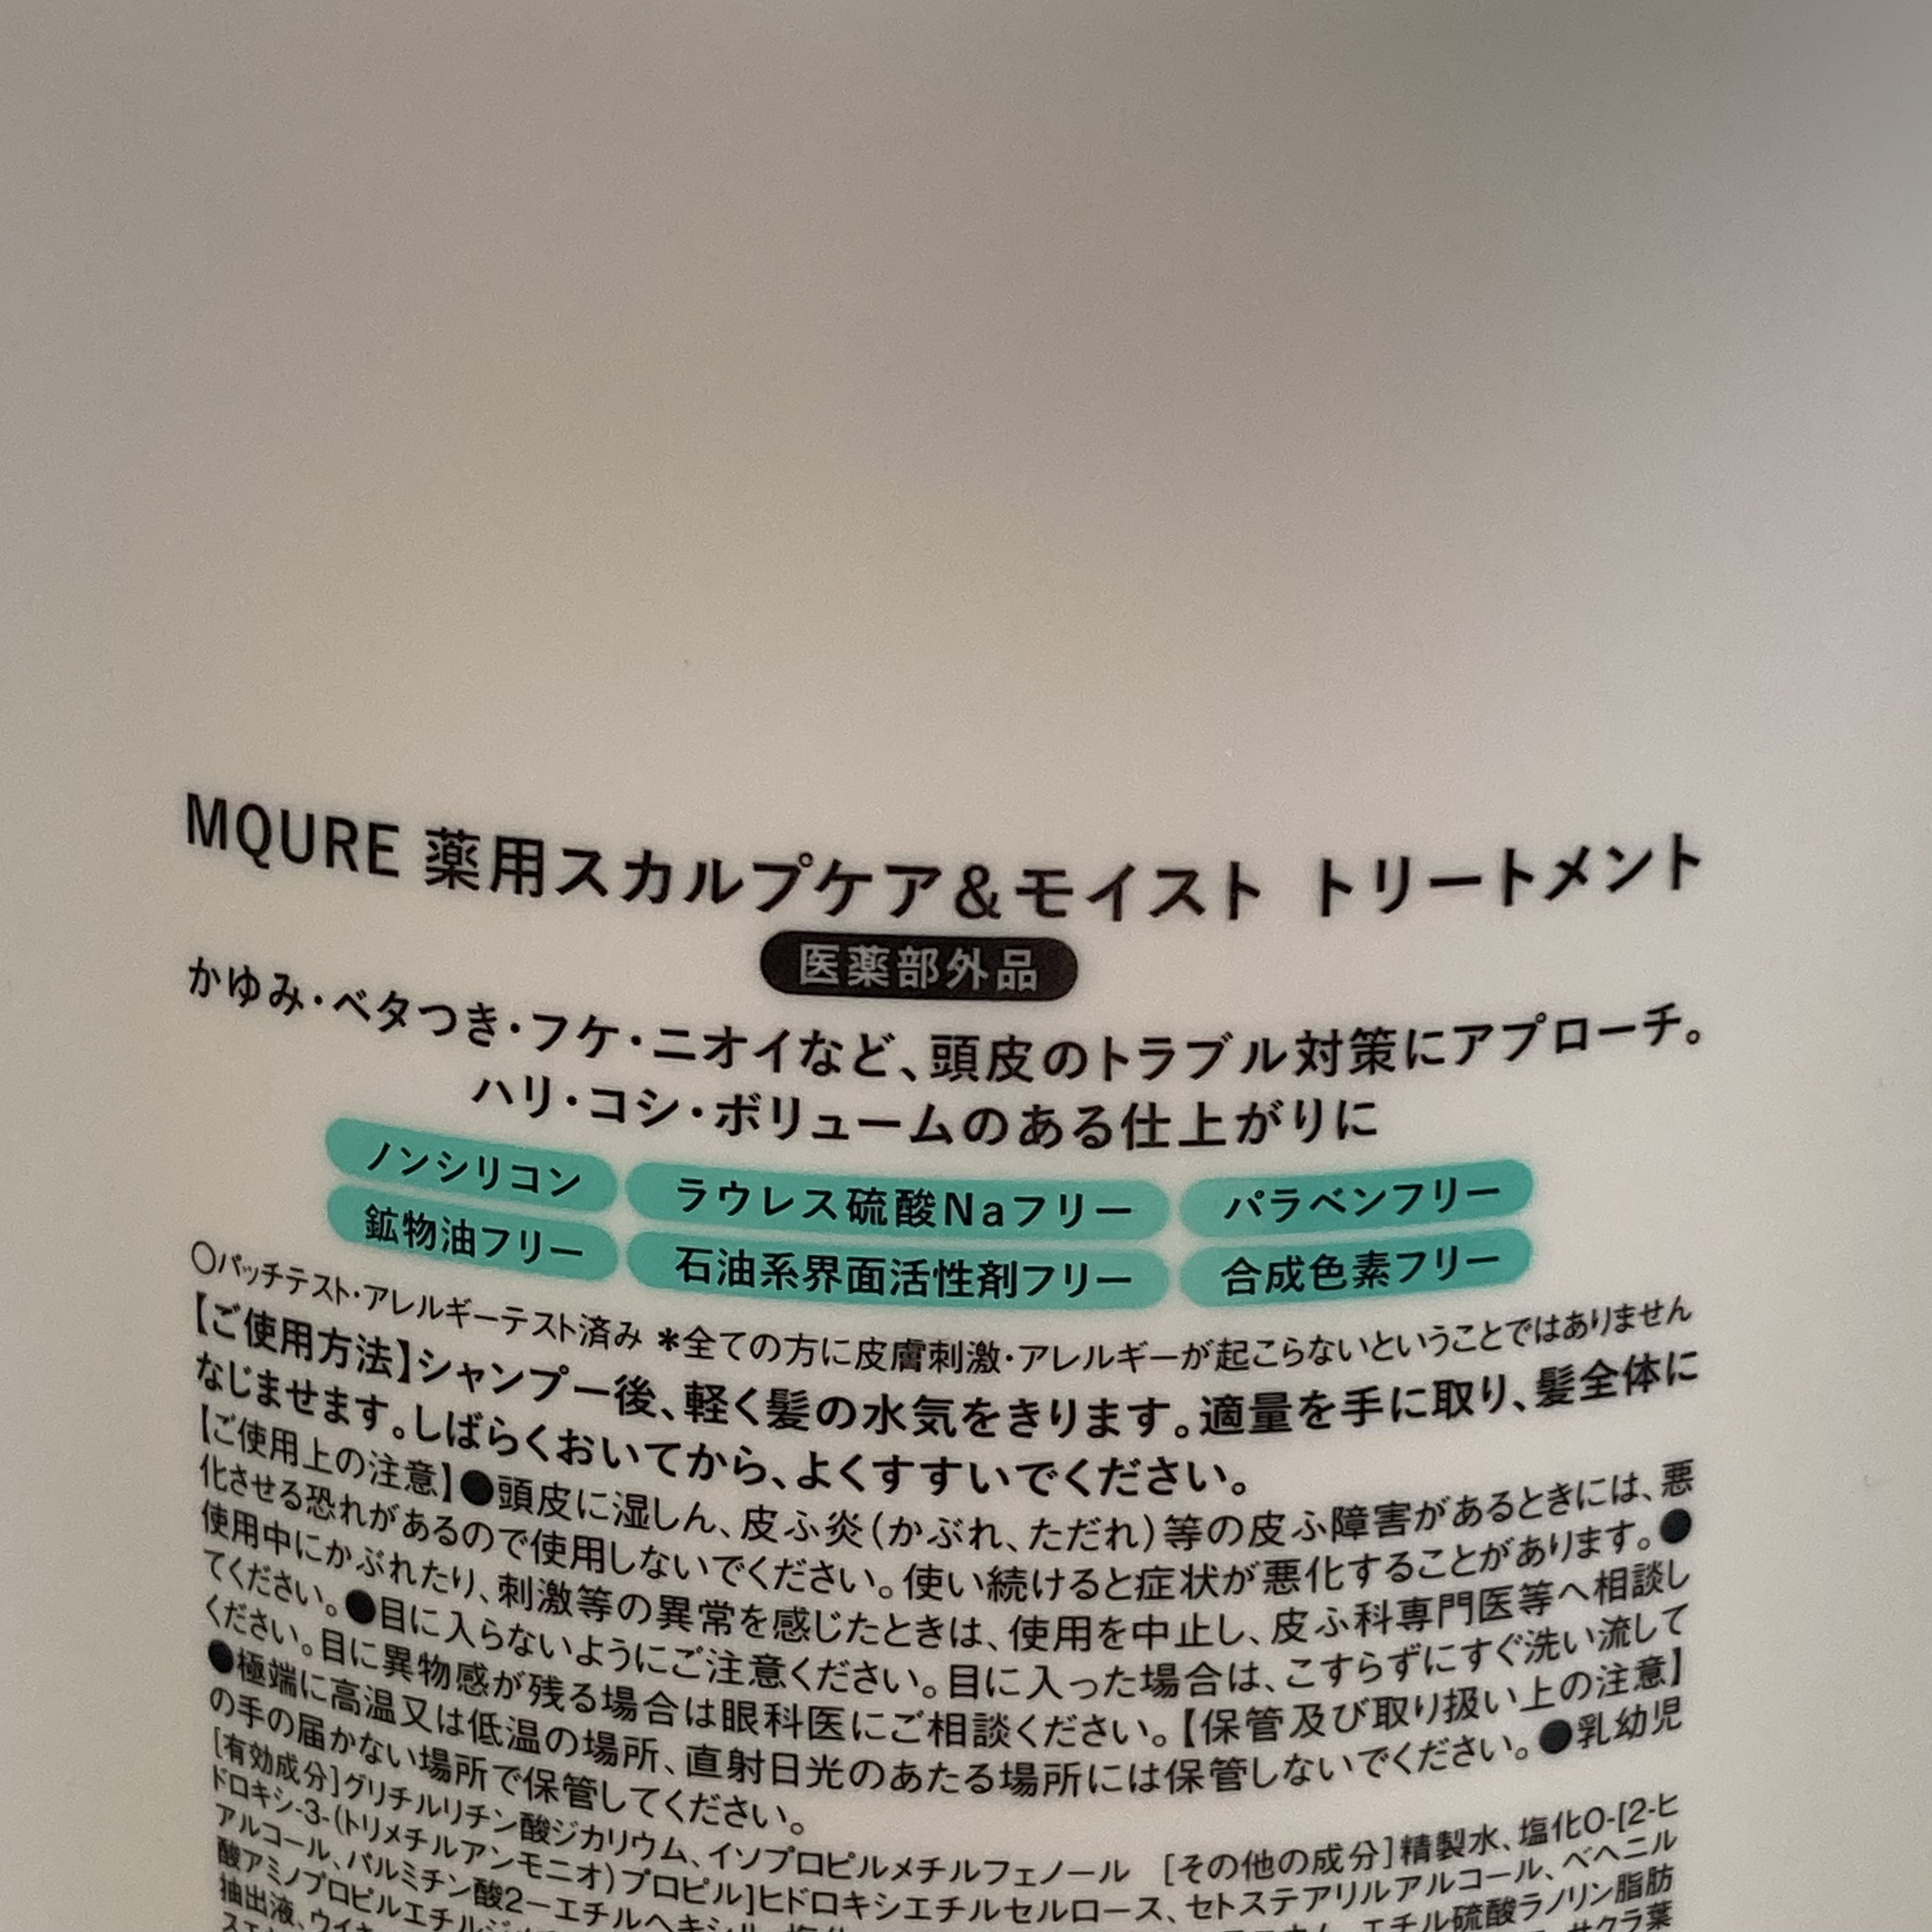 MQURE 薬用スカルプケア&モイスト トリートメント
医薬部外品
かゆみ・ベタつき・フケ・ニオイなど、頭皮のトラブル対策にアプローチ。
ハリ・コシ・ボリュームのある仕上がりに
ノンシリコン ラウレス硫酸Naフリー パラベンフリー
鉱物油フリー 石油系界面活性剤フリー 合成色素フリー
○パッチテスト・アレルギーテスト済み *全ての方に皮膚刺激・アレルギーが起こらないということではありません
【ご使用方法】シャンプー後、軽く髪の水気をきります。適量を手に取り、髪全体に
なじませます。しばらくおいてから、よくすすいでください。
【ご使用上の注意】●頭皮に湿しん、皮ふ炎(かぶれ、ただれ)等の皮ふ障害があるときには、悪
化させる恐れがあるので使用しないでください。使い続けると症状が悪化することがあります。●
使用中にかぶれたり、刺激等の異常を感じたときは、使用を中止し、皮ふ科専門医等へ相談し
てください。●目に入らないようにご注意ください。目に入った場合は、こすらずにすぐ洗い流して
ください。目に異物感が残る場合は眼科医にご相談ください。【保管及び取り扱い上の注意】
●極端に高温又は低温の場所、直射日光のあたる場所には保管しないでください。●乳幼児
の手の届かない場所で保管してください。
[有効成分]グリチルリチン酸ジカリウム、イソプロピルメチルフェノール [その他の成分]精製水、塩化O-[2-ヒ
ドロキシ-3-(トリメチルアンモニオ)プロピル]ヒドロキシエチルセルロース、セトステアリルアルコール、ベヘニル
アルコール、パルミチン酸2-エチルヘキシル、
酸アミノプロピルエチルジ エチル硫酸ラノリン脂肪
抽出液、 サクラ葉